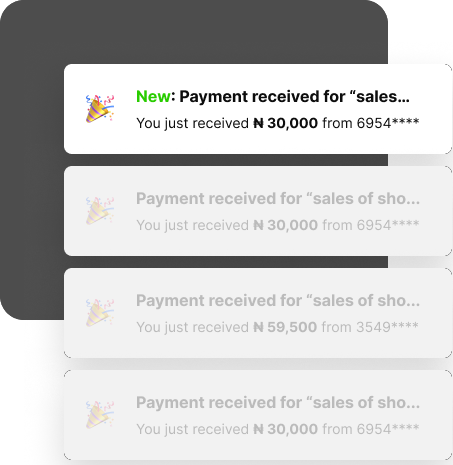 New: Payment received for “sales...
You just received ₦ 30,000 from 6954****
Payment received for “sales of sho...
You just received ₦ 30,000 from 6954****
Payment received for “sales of sho...
You just received ₦ 59,500 from 3549****
Payment received for “sales of sho...
You just received ₦ 30,000 from 6954****